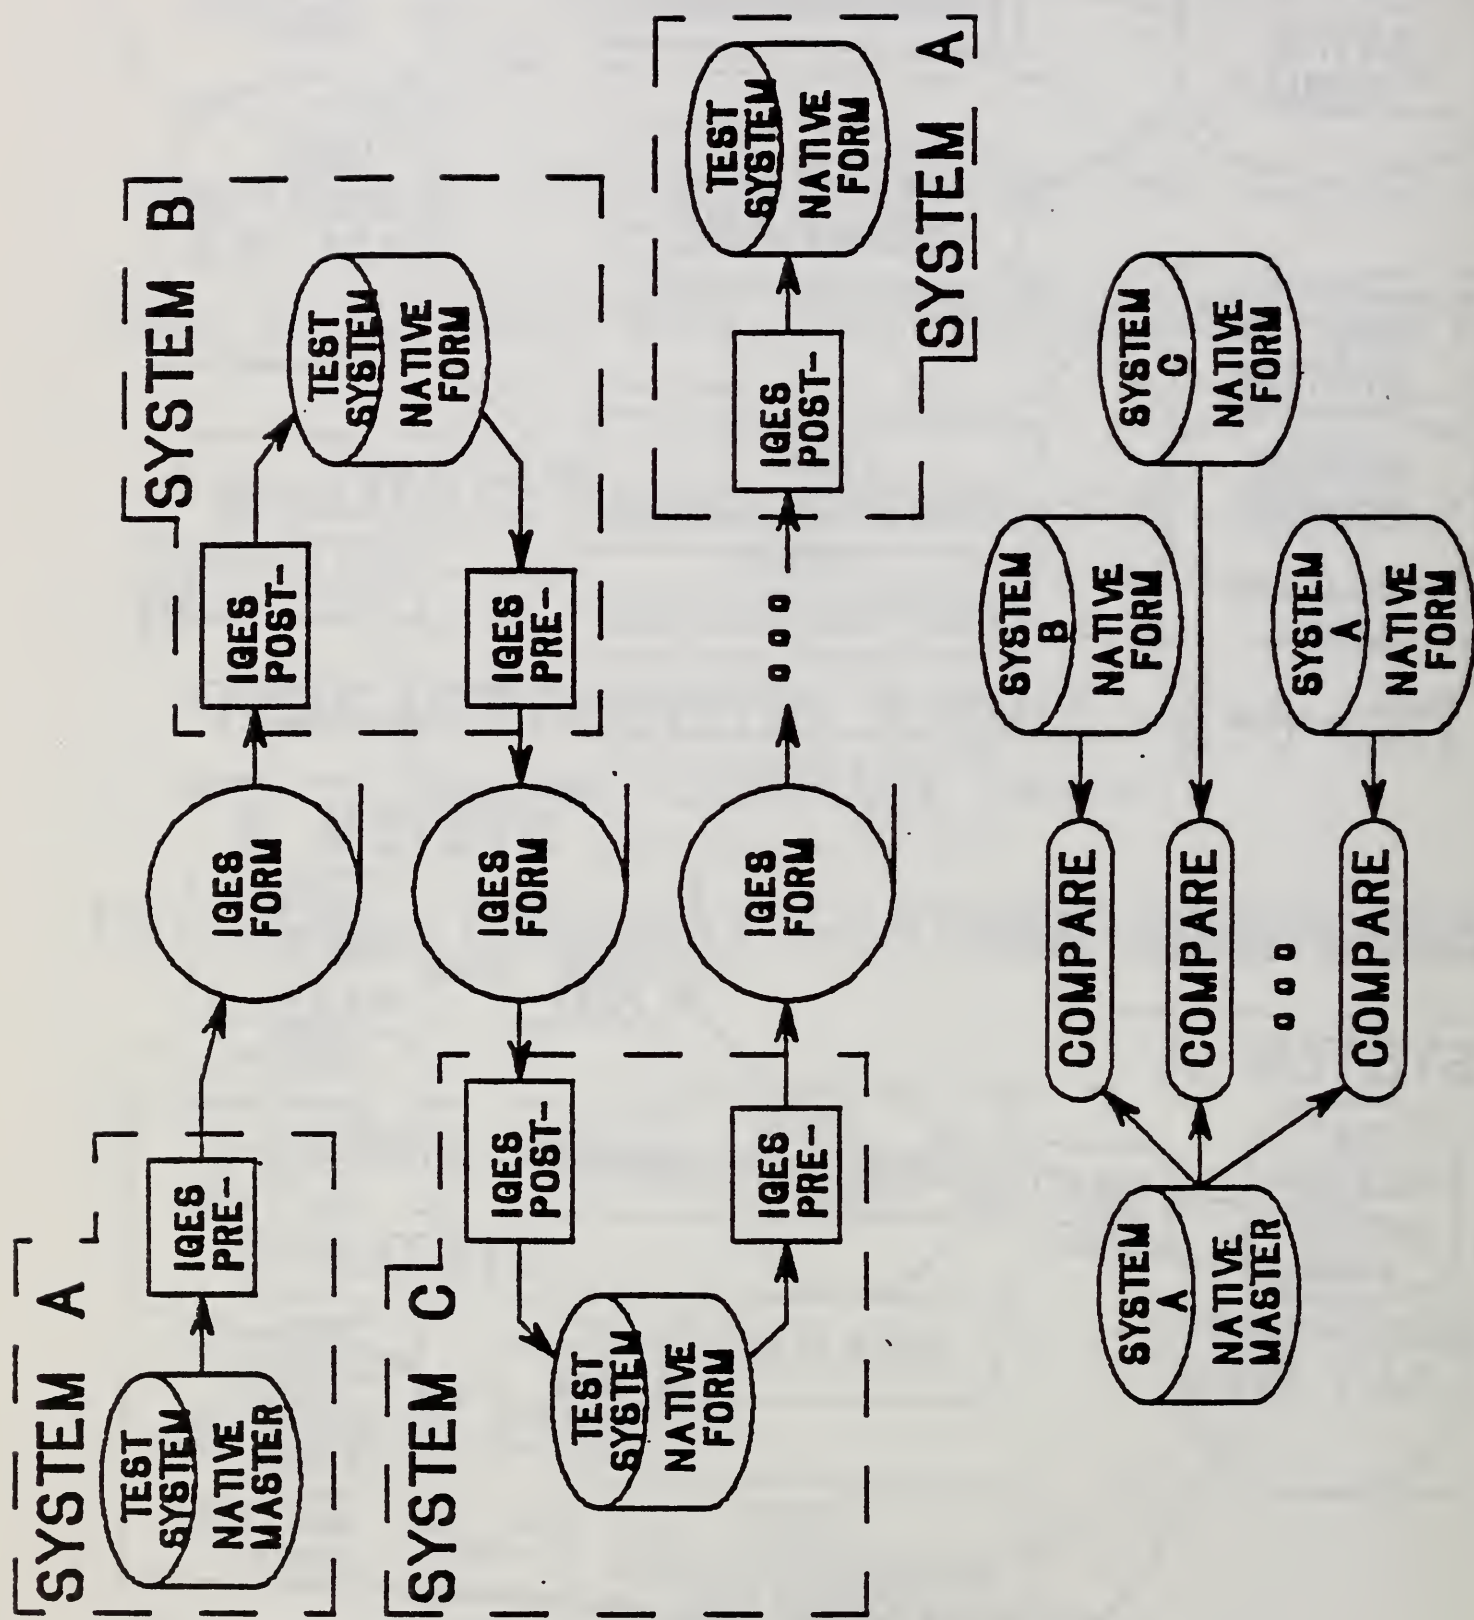 SYSTEM A
TEST
SYSTEM
NATIVE
MASTER
IGES
PRE-
IGES
FORM
SYSTEM B
IGES
POST-
TEST
SYSTEM
NATIVE
FORM
IGES
PRE-
IGES
FORM
SYSTEM C
IGES
POST-
TEST
SYSTEM
NATIVE
FORM
IGES
PRE-
IGES
FORM
IGES
POST-
TEST
SYSTEM
NATIVE
FORM
SYSTEM A
SYSTEM
A
NATIVE
MASTER
COMPARE
SYSTEM
B
NATIVE
FORM
COMPARE
SYSTEM
C
NATIVE
FORM
COMPARE
SYSTEM
A
NATIVE
FORM